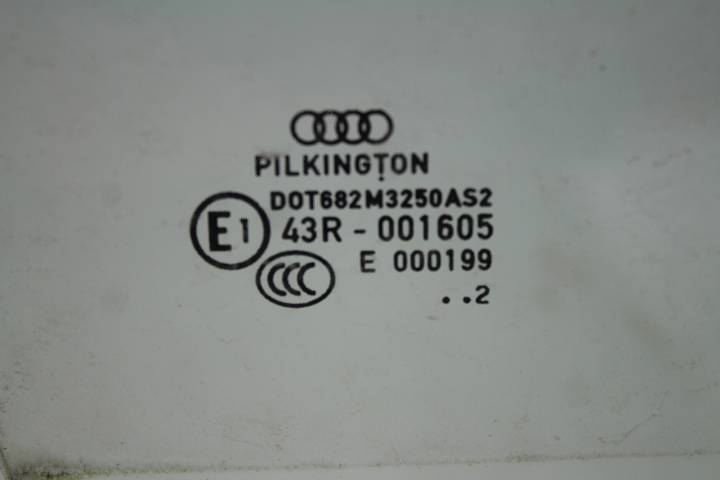 PILKINGTON
DOT682M3250AS2
E1 43R - 001605
CCC E 000199
..2